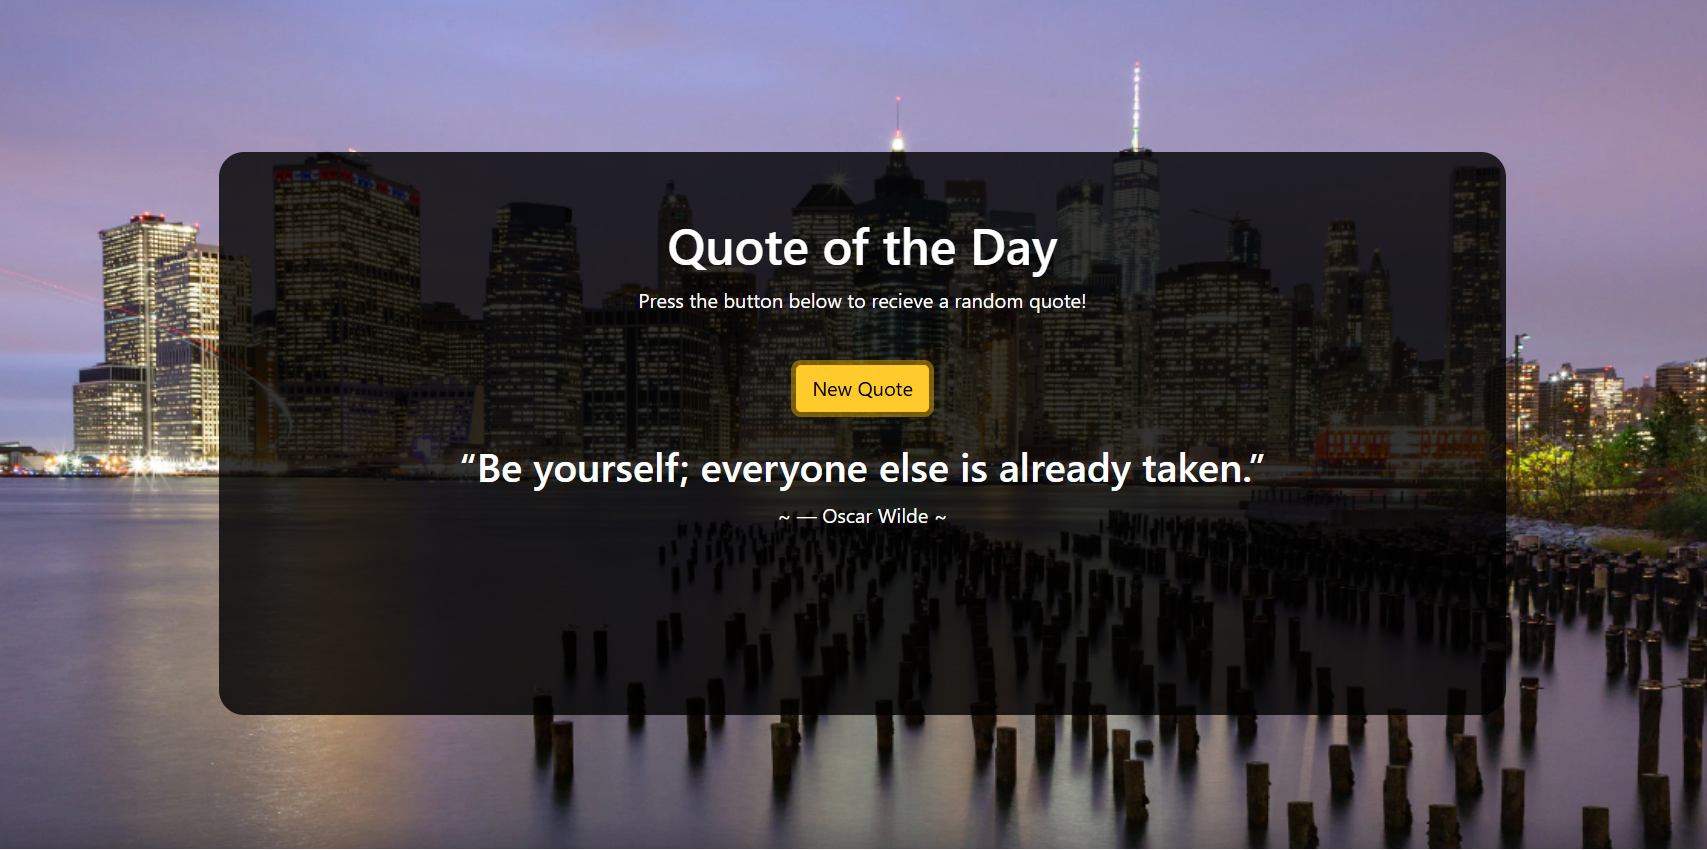 Quote of the Day
Press the button below to recieve a random quote!
New Quote
“Be yourself; everyone else is already taken.”
~ — Oscar Wilde ~